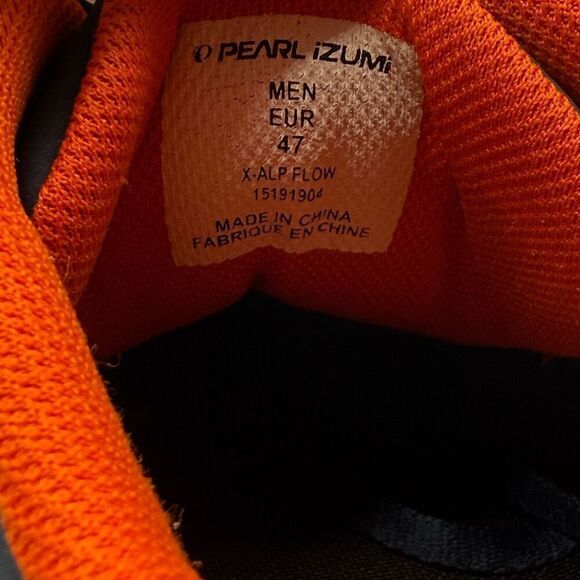 PEARL iZUMi
MEN
EUR
47
X-ALP FLOW
15191904
MADE IN CHINA
FABRIQUE EN CHINE